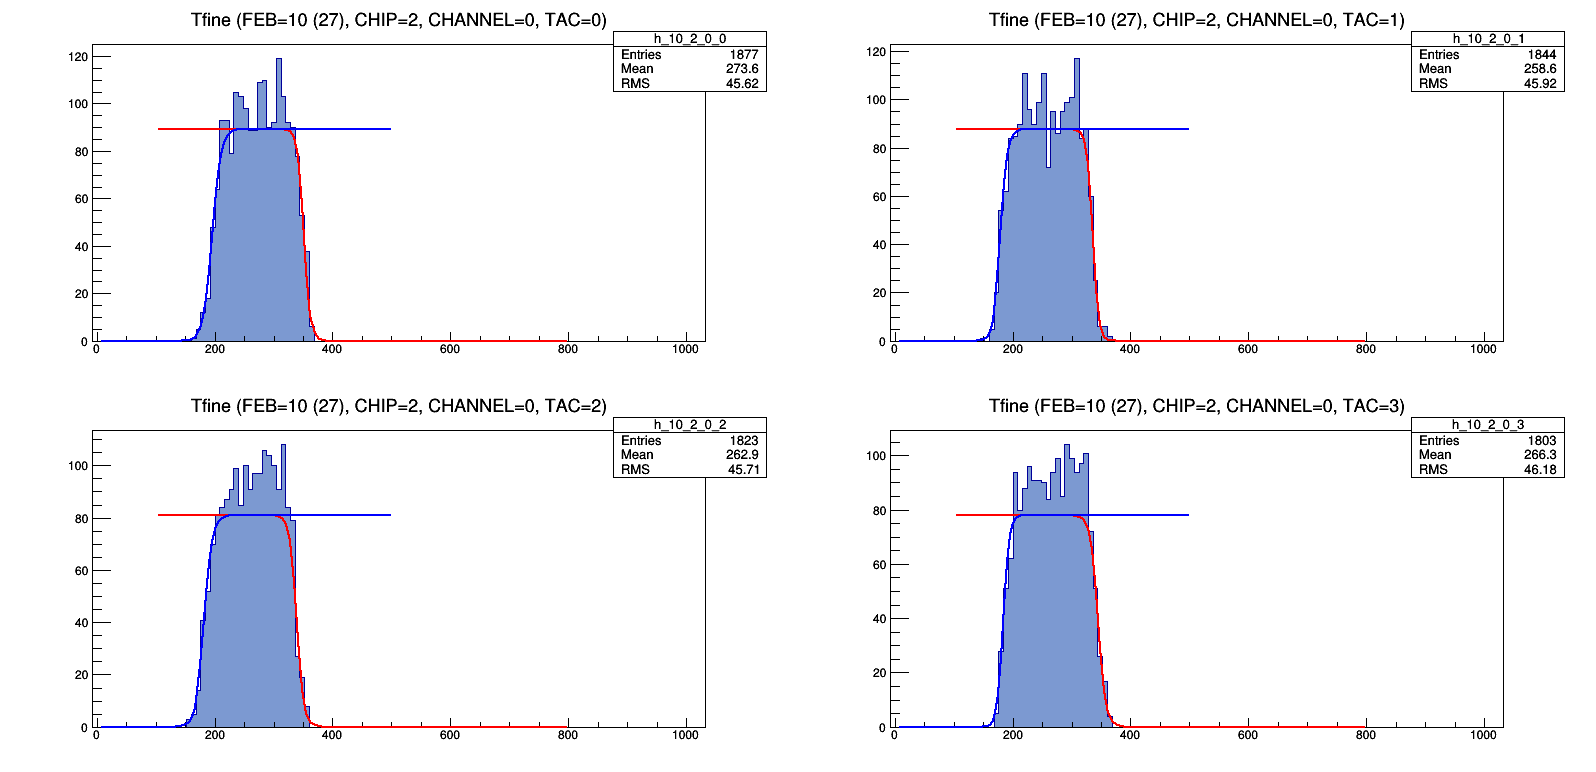 Tfine (FEB=10 (27), CHIP=2, CHANNEL=0, TAC=0)
h_10_2_0_0
Entries 1877
Mean 273.6
RMS 45.62
120
100
80
60
40
20
0
0 200 400 600 800 1000
Tfine (FEB=10 (27), CHIP=2, CHANNEL=0, TAC=1)
h_10_2_0_1
Entries 1844
Mean 258.6
RMS 45.92
120
100
80
60
40
20
0
0 200 400 600 800 1000
Tfine (FEB=10 (27), CHIP=2, CHANNEL=0, TAC=2)
h_10_2_0_2
Entries 1823
Mean 262.9
RMS 45.71
100
80
60
40
20
0
0 200 400 600 800 1000
Tfine (FEB=10 (27), CHIP=2, CHANNEL=0, TAC=3)
h_10_2_0_3
Entries 1803
Mean 266.3
RMS 46.18
100
80
60
40
20
0
0 200 400 600 800 1000